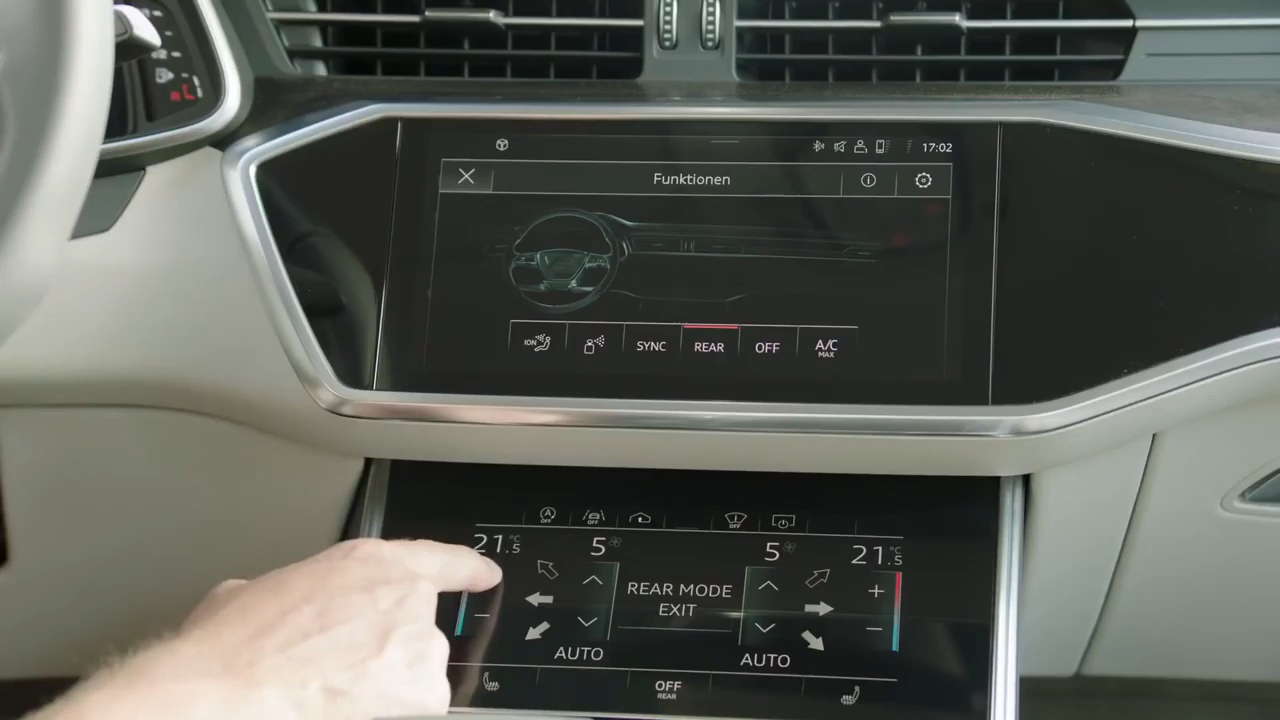 17:02
Funktionen
ION
SYNC
REAR
OFF
A/C
MAX
OFF
OFF
OFF
21.5 °C
5
5
21.5 °C
REAR MODE
EXIT
AUTO
AUTO
OFF
REAR